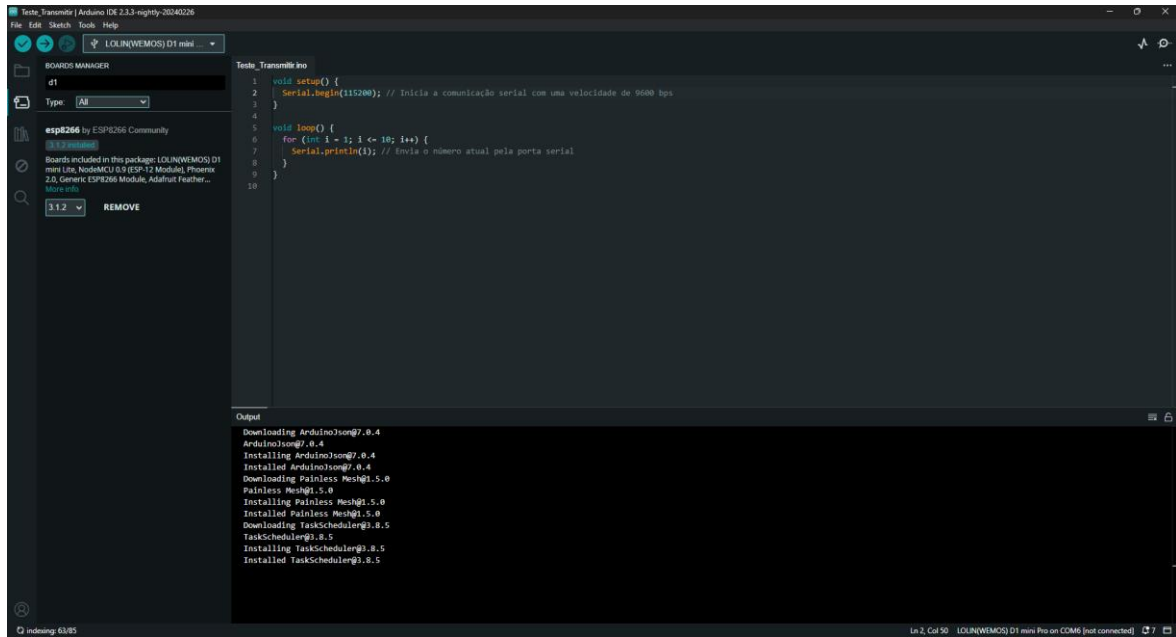 Teste_Transmitir | Arduino IDE 2.3.3-nightly-20240226
File Edit Sketch Tools Help
LOLIN(WEMOS) D1 mini ...
BOARDS MANAGER
d1
Type: All
esp8266 by ESP8266 Community
3.1.2 installed
Boards included in this package: LOLIN(WEMOS) D1
mini Lite, NodeMCU 0.9 (ESP-12 Module), Phoenix
2.0, Generic ESP8266 Module, Adafruit Feather...
More info
3.1.2 REMOVE
Teste_Transmitir.ino
1 void setup() {
2 Serial.begin(115200); // Inicia a comunicação serial com uma velocidade de 9600 bps
3 }
4
5 void loop() {
6 for (int i = 1; i <= 10; i++) {
7 Serial.println(i); // Envia o número atual pela porta serial
8 }
9 }
10
Output
Downloading ArduinoJson@7.0.4
ArduinoJson@7.0.4
Installing ArduinoJson@7.0.4
Installed ArduinoJson@7.0.4
Downloading Painless Mesh@1.5.0
Painless Mesh@1.5.0
Installing Painless Mesh@1.5.0
Installed Painless Mesh@1.5.0
Downloading TaskScheduler@3.8.5
TaskScheduler@3.8.5
Installing TaskScheduler@3.8.5
Installed TaskScheduler@3.8.5
indexing: 63/85
Ln 2, Col 50 LOLIN(WEMOS) D1 mini Pro on COM6 [not connected] 7